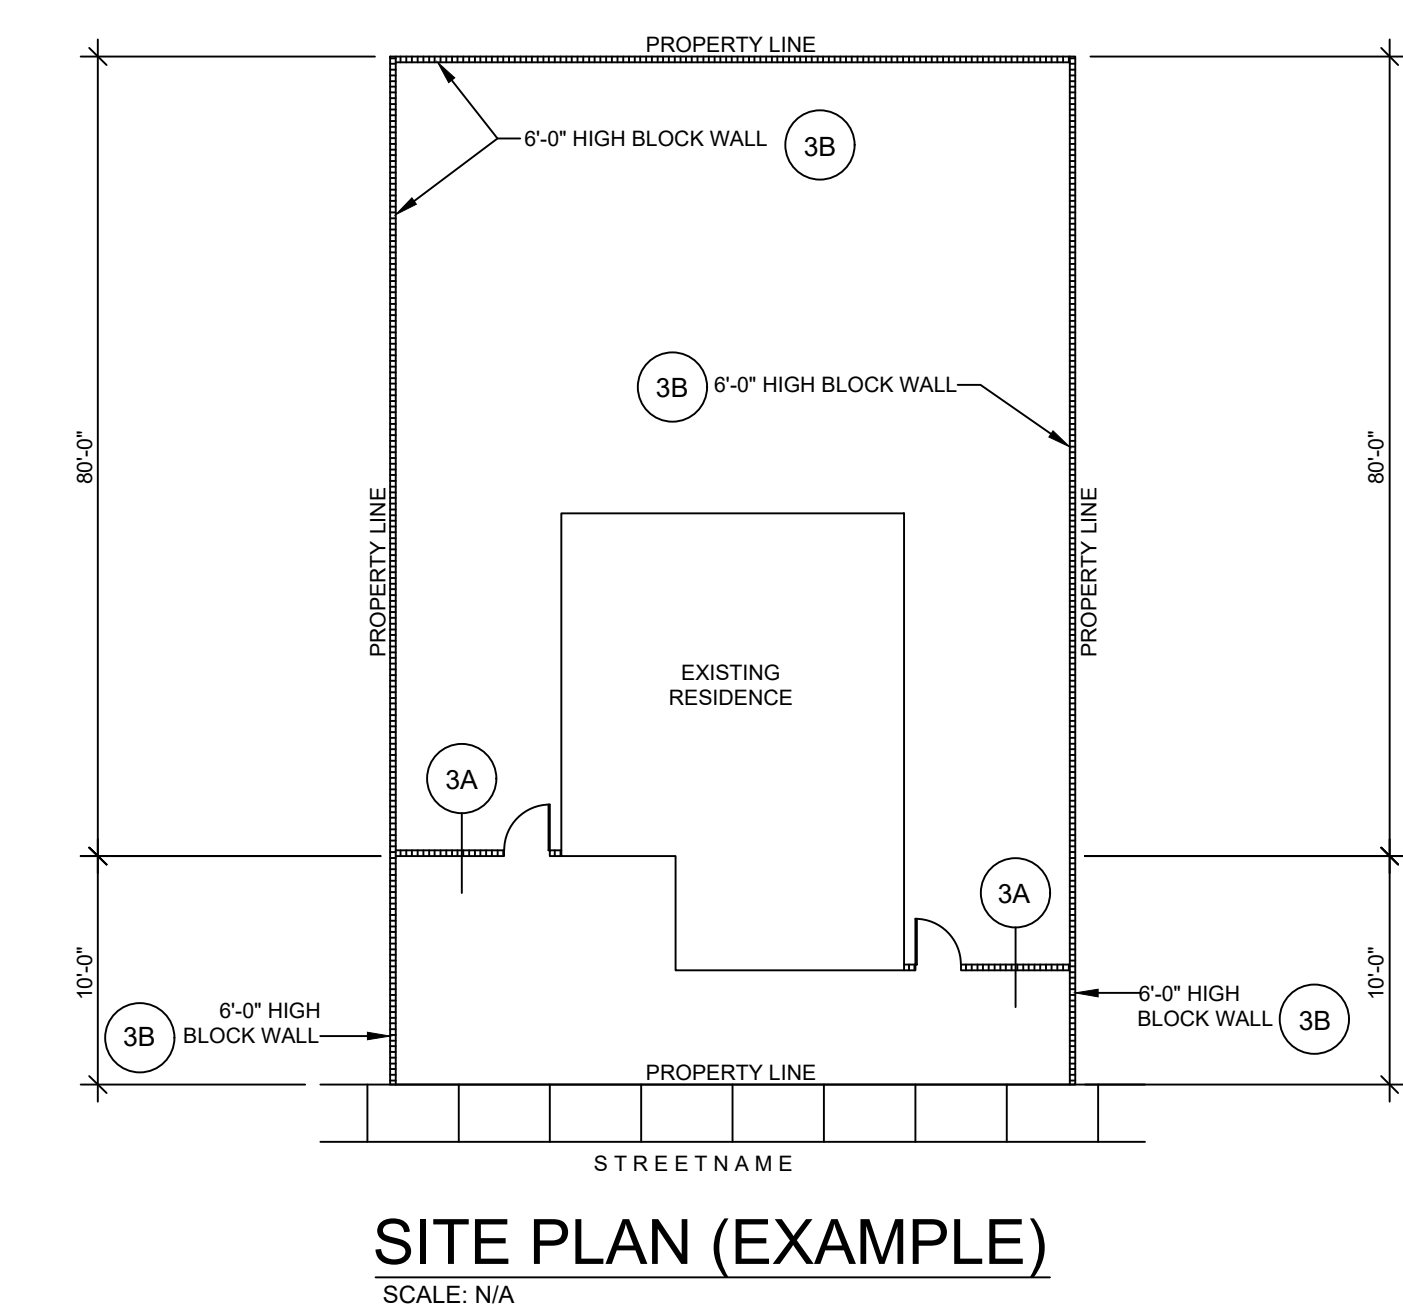 PROPERTY LINE
6'-0" HIGH BLOCK WALL
3B
3B
6'-0" HIGH BLOCK WALL
80'-0"
80'-0"
PROPERTY LINE
PROPERTY LINE
EXISTING
RESIDENCE
3A
3A
10'-0"
10'-0"
6'-0" HIGH
BLOCK WALL
3B
6'-0" HIGH
BLOCK WALL
3B
PROPERTY LINE
STREETNAME
SITE PLAN (EXAMPLE)
SCALE: N/A